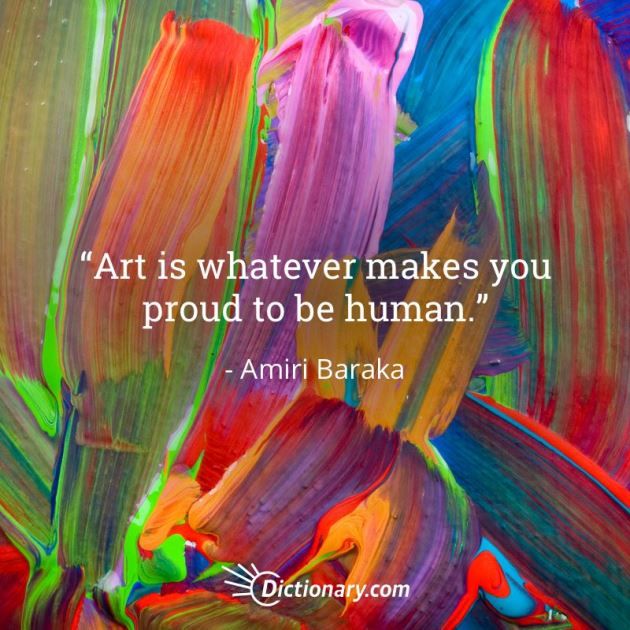 “Art is whatever makes you
proud to be human.”
- Amiri Baraka
Dictionary.com